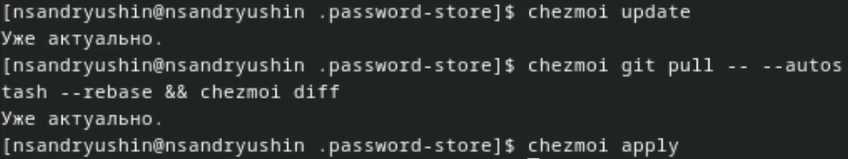 [nsandryushin@nsandryushin .password-store]$ chezmoi update
Уже актуально.
[nsandryushin@nsandryushin .password-store]$ chezmoi git pull -- --autos
tash --rebase && chezmoi diff
Уже актуально.
[nsandryushin@nsandryushin .password-store]$ chezmoi apply